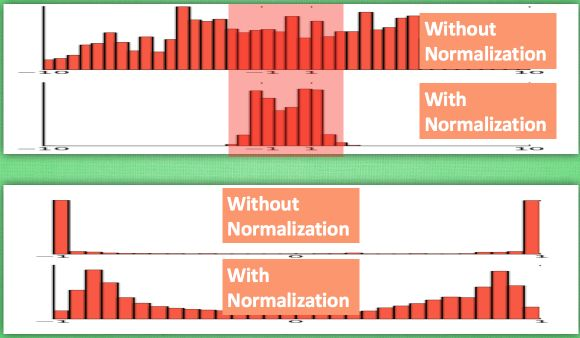 Without
Normalization
-10 -1 1 10
With
Normalization
-10 -1 1 10
Without
Normalization
-1 0 1
With
Normalization
-1 0 1